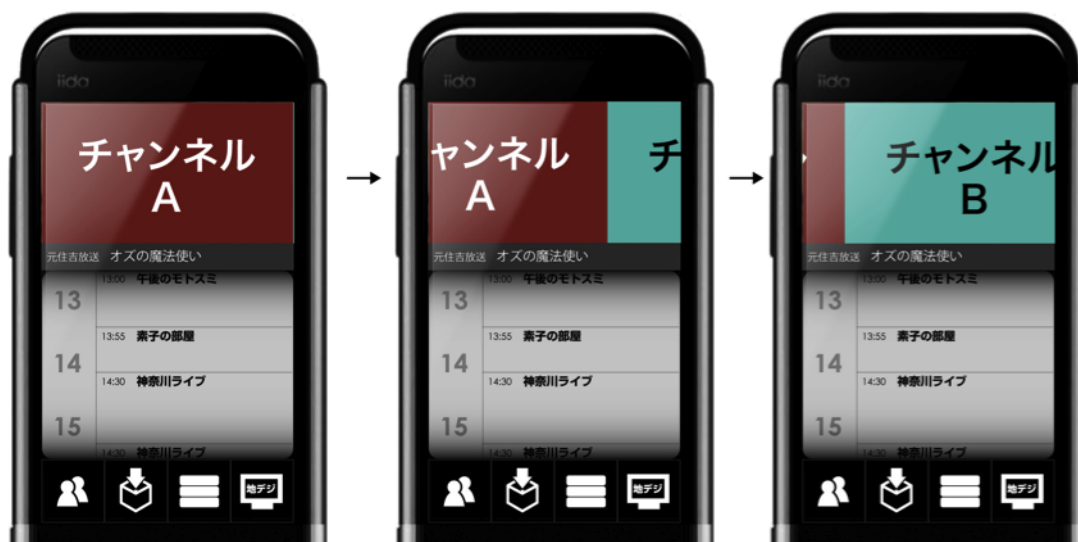 iida
チャンネル
A
元住吉放送 オズの魔法使い
13:00 午後のモトスミ
13
13:55 素子の部屋
14
14:30 神奈川ライブ
15
14:30 神奈川ライブ
地デジ
→
iida
ャンネル
A
チ
元住吉放送 オズの魔法使い
13:00 午後のモトスミ
13
13:55 素子の部屋
14
14:30 神奈川ライブ
15
14:30 神奈川ライブ
地デジ
→
iida
チャンネル
B
元住吉放送 オズの魔法使い
13:00 午後のモトスミ
13
13:55 素子の部屋
14
14:30 神奈川ライブ
15
14:30 神奈川ライブ
地デジ